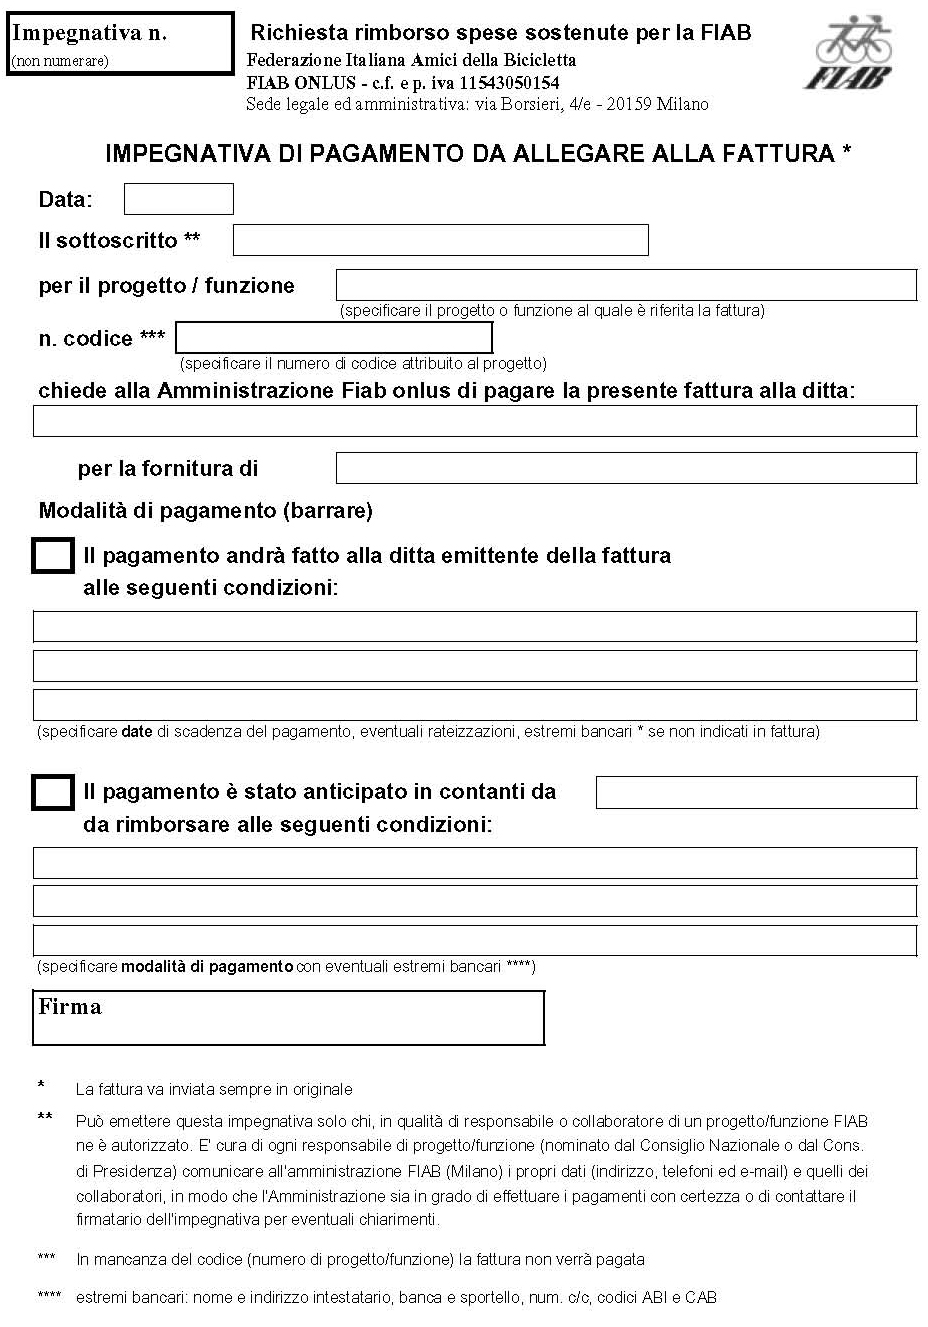 Impegnativa n.
(non numerare)
Richiesta rimborso spese sostenute per la FIAB
Federazione Italiana Amici della Bicicletta
FIAB ONLUS - c.f. e p. iva 11543050154
Sede legale ed amministrativa: via Borsieri, 4/e - 20159 Milano
FIAB
IMPEGNATIVA DI PAGAMENTO DA ALLEGARE ALLA FATTURA *
Data:
Il sottoscritto **
per il progetto / funzione
(specificare il progetto o funzione al quale è riferita la fattura)
n. codice ***
(specificare il numero di codice attribuito al progetto)
chiede alla Amministrazione Fiab onlus di pagare la presente fattura alla ditta:
per la fornitura di
Modalità di pagamento (barrare)
Il pagamento andrà fatto alla ditta emittente della fattura
alle seguenti condizioni:
(specificare date di scadenza del pagamento, eventuali rateizzazioni, estremi bancari * se non indicati in fattura)
Il pagamento è stato anticipato in contanti da
da rimborsare alle seguenti condizioni:
(specificare modalità di pagamento con eventuali estremi bancari ****)
Firma
* La fattura va inviata sempre in originale
** Può emettere questa impegnativa solo chi, in qualità di responsabile o collaboratore di un progetto/funzione FIAB
ne è autorizzato. E' cura di ogni responsabile di progetto/funzione (nominato dal Consiglio Nazionale o dal Cons.
di Presidenza) comunicare all'amministrazione FIAB (Milano) i propri dati (indirizzo, telefoni ed e-mail) e quelli dei
collaboratori, in modo che l'Amministrazione sia in grado di effettuare i pagamenti con certezza o di contattare il
firmatario dell'impegnativa per eventuali chiarimenti.
*** In mancanza del codice (numero di progetto/funzione) la fattura non verrà pagata
**** estremi bancari: nome e indirizzo intestatario, banca e sportello, num. c/c, codici ABI e CAB